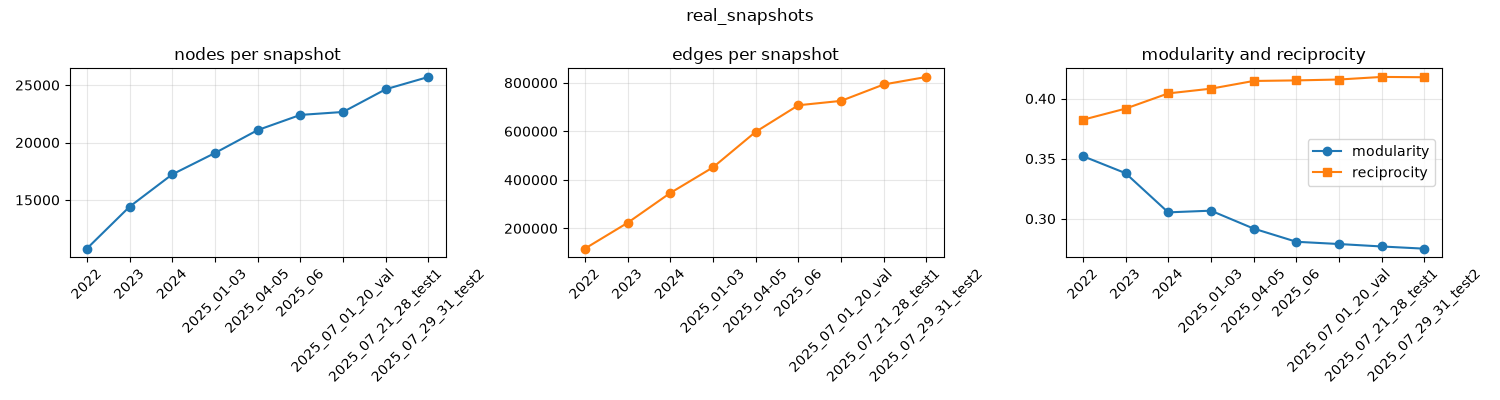 real_snapshots
nodes per snapshot
25000
20000
15000
2022
2023
2024
2025_01-03
2025_04-05
2025_06
2025_07_01_20_val
2025_07_21_28_test1
2025_07_29_31_test2
edges per snapshot
800000
600000
400000
200000
2022
2023
2024
2025_01-03
2025_04-05
2025_06
2025_07_01_20_val
2025_07_21_28_test1
2025_07_29_31_test2
modularity and reciprocity
0.40
0.35
0.30
modularity
reciprocity
2022
2023
2024
2025_01-03
2025_04-05
2025_06
2025_07_01_20_val
2025_07_21_28_test1
2025_07_29_31_test2